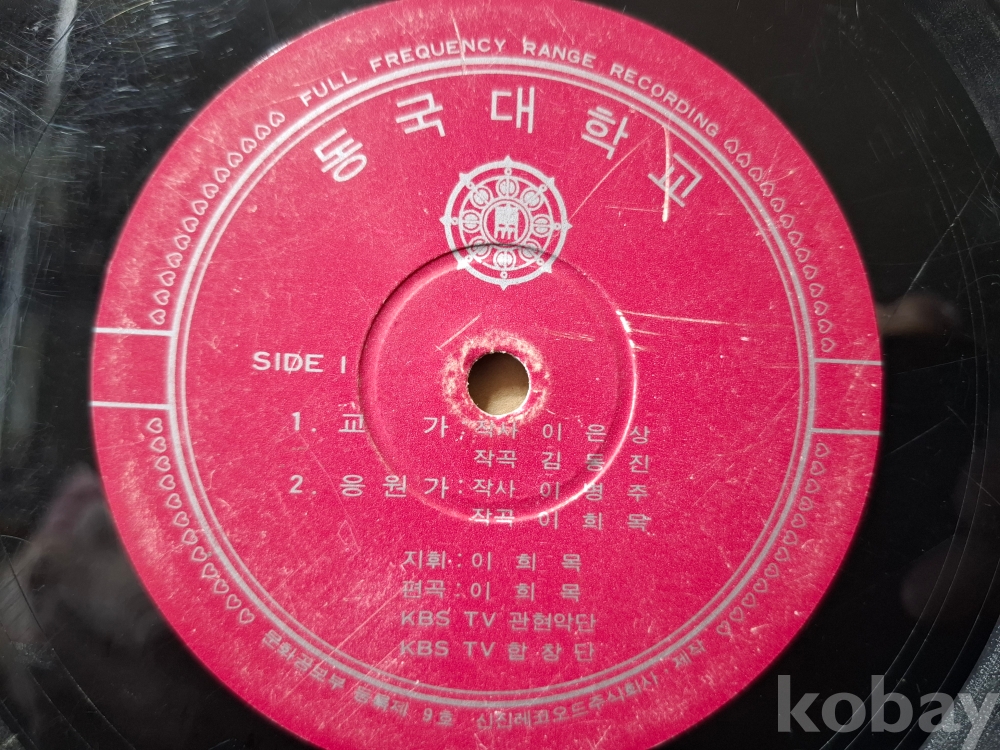 FULL FREQUENCY RANGE RECORDING
동국대학교
SIDE 1
1. 교 가 : 작사 이 은 상
작곡 김 동 진
2. 응 원 가 : 작사 이 병 주
작곡 이 희 목
지휘 : 이 희 목
편곡 : 이 희 목
KBS TV 관현악단
KBS TV 합 창 단
문화공보부 등록제 9호 신진레코오드주식회사 제작
kobay